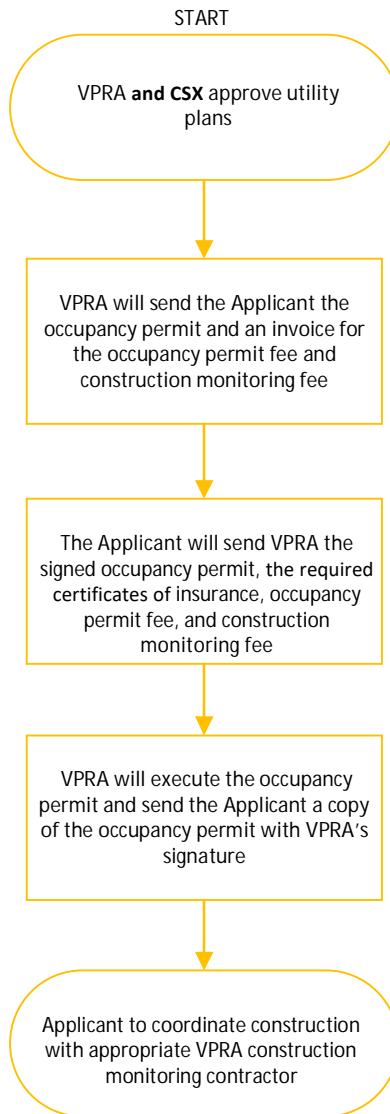 START
VPRA and CSX approve utility
plans
VPRA will send the Applicant the
occupancy permit and an invoice for
the occupancy permit fee and
construction monitoring fee
The Applicant will send VPRA the
signed occupancy permit, the required
certificates of insurance, occupancy
permit fee, and construction
monitoring fee
VPRA will execute the occupancy
permit and send the Applicant a copy
of the occupancy permit with VPRA's
signature
Applicant to coordinate construction
with appropriate VPRA construction
monitoring contractor